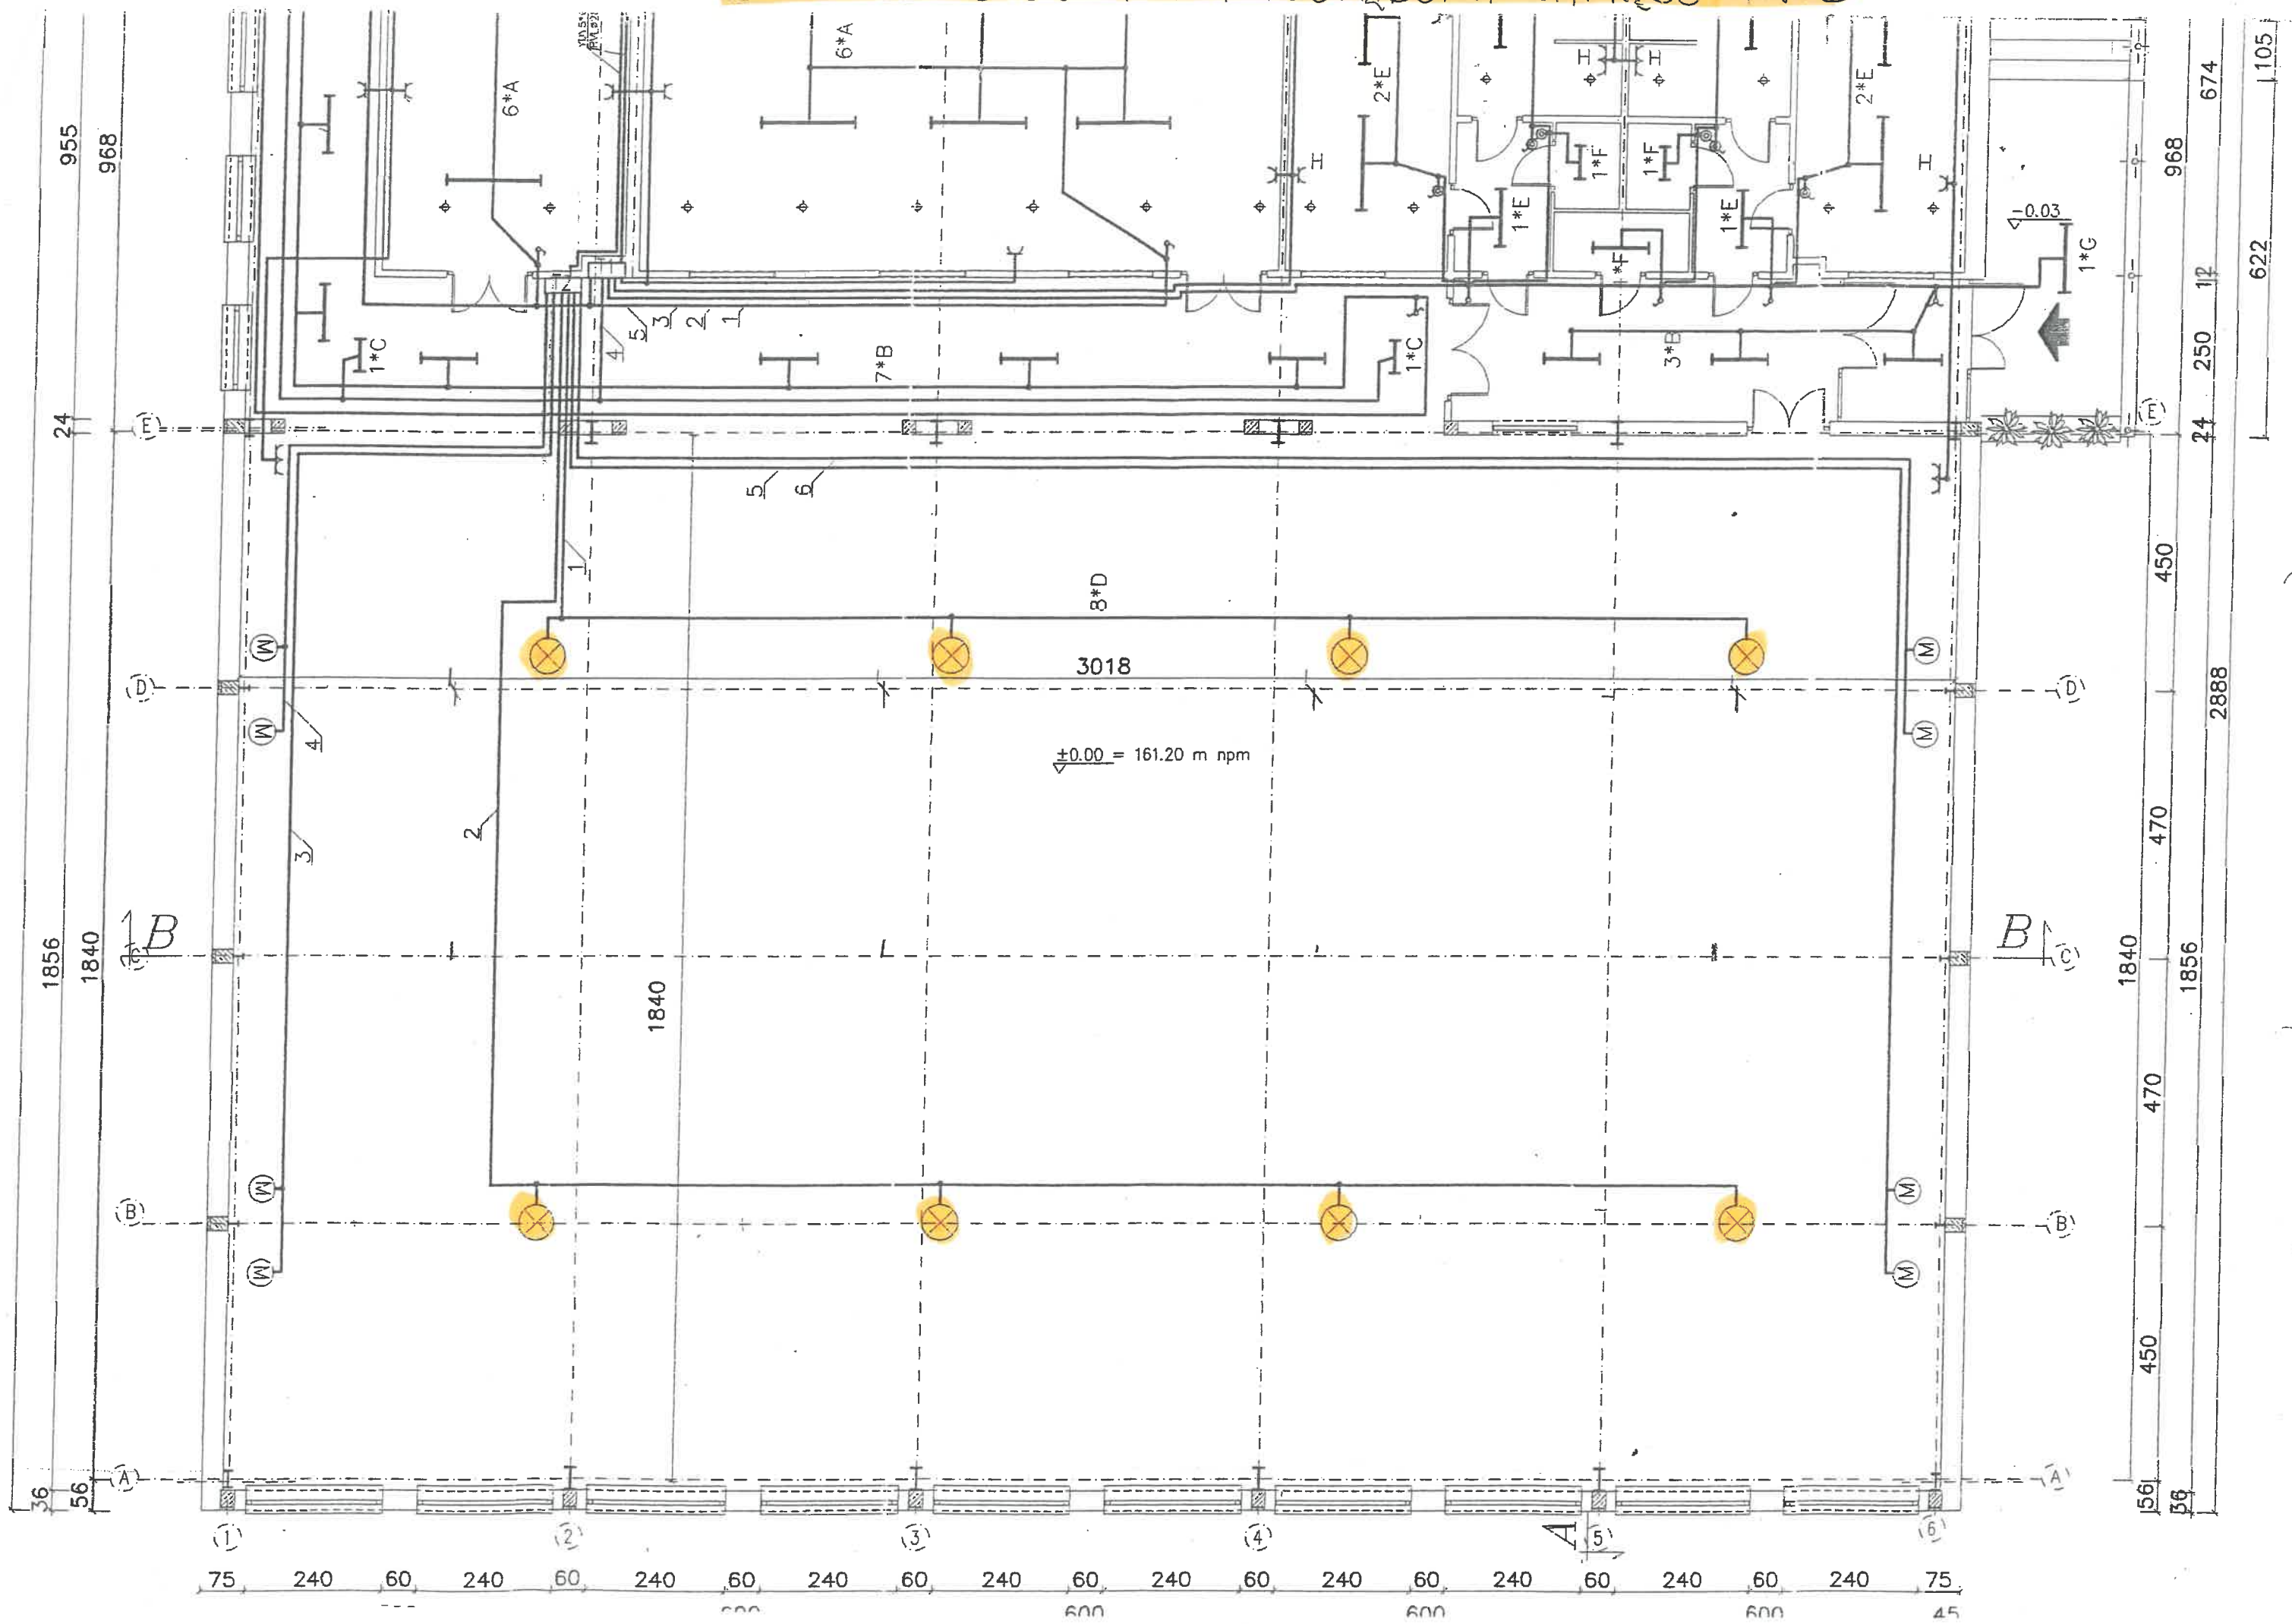 6*A
6*A
2*E
H
H
2*E
105
674
955
968
H
1*F
1*F
H
968
1*E
1*E
-0.03
1*G
622
12
1
2
3
5
4
1*C
7*B
1*C
3*B
250
24
E
E
24
5
6
1
450
8*D
M
M
3018
D
D
M
M
4
2888
±0.00 = 161.20 m npm
2
3
470
B
B
C
1856
1840
1840
1856
1840
470
M
M
B
B
M
M
450
A
A
36
56
56
36
1
2
3
4
A
5
6
75
240
60
240
60
240
60
240
60
240
60
240
60
240
60
240
60
240
60
240
75
600
600
600
45